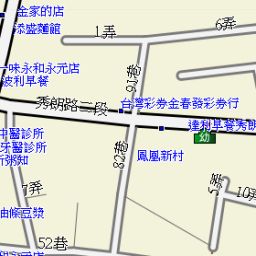 金家的店
添盛麵館
1弄
6弄
一味永和永元店
波利早餐
91巷
秀朗路二段
台灣彩券金春發彩券行
達利早餐秀朗
幼
中醫診所
牙醫診所
82巷
鳳凰新村
7弄
5弄
10弄
油條豆漿
52巷